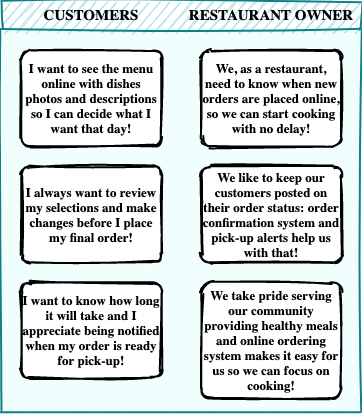 CUSTOMERS
RESTAURANT OWNER
I want to see the menu
online with dishes
photos and descriptions
so I can decide what I
want that day!
We, as a restaurant,
need to know when new
orders are placed online,
so we can start cooking
with no delay!
I always want to review
my selections and make
changes before I place
my final order!
We like to keep our
customers posted on
their order status: order
confirmation system and
pick-up alerts help us
with that!
I want to know how long
it will take and I
appreciate being notified
when my order is ready
for pick-up!
We take pride serving
our community
providing healthy meals
and online ordering
system makes it easy for
us so we can focus on
cooking!